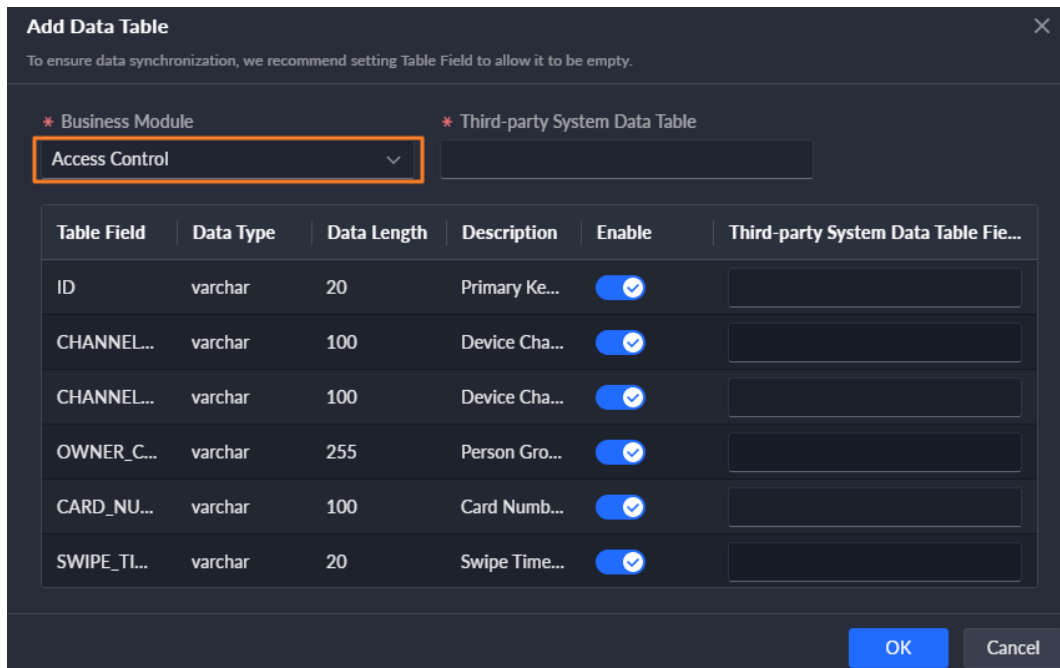 Add Data Table
To ensure data synchronization, we recommend setting Table Field to allow it to be empty.
* Business Module * Third-party System Data Table
Access Control
Table Field Data Type Data Length Description Enable Third-party System Data Table Fie...
ID varchar 20 Primary Ke...
CHANNEL... varchar 100 Device Cha...
CHANNEL... varchar 100 Device Cha...
OWNER_C... varchar 255 Person Gro...
CARD_NU... varchar 100 Card Numb...
SWIPE_TI... varchar 20 Swipe Time...
OK Cancel